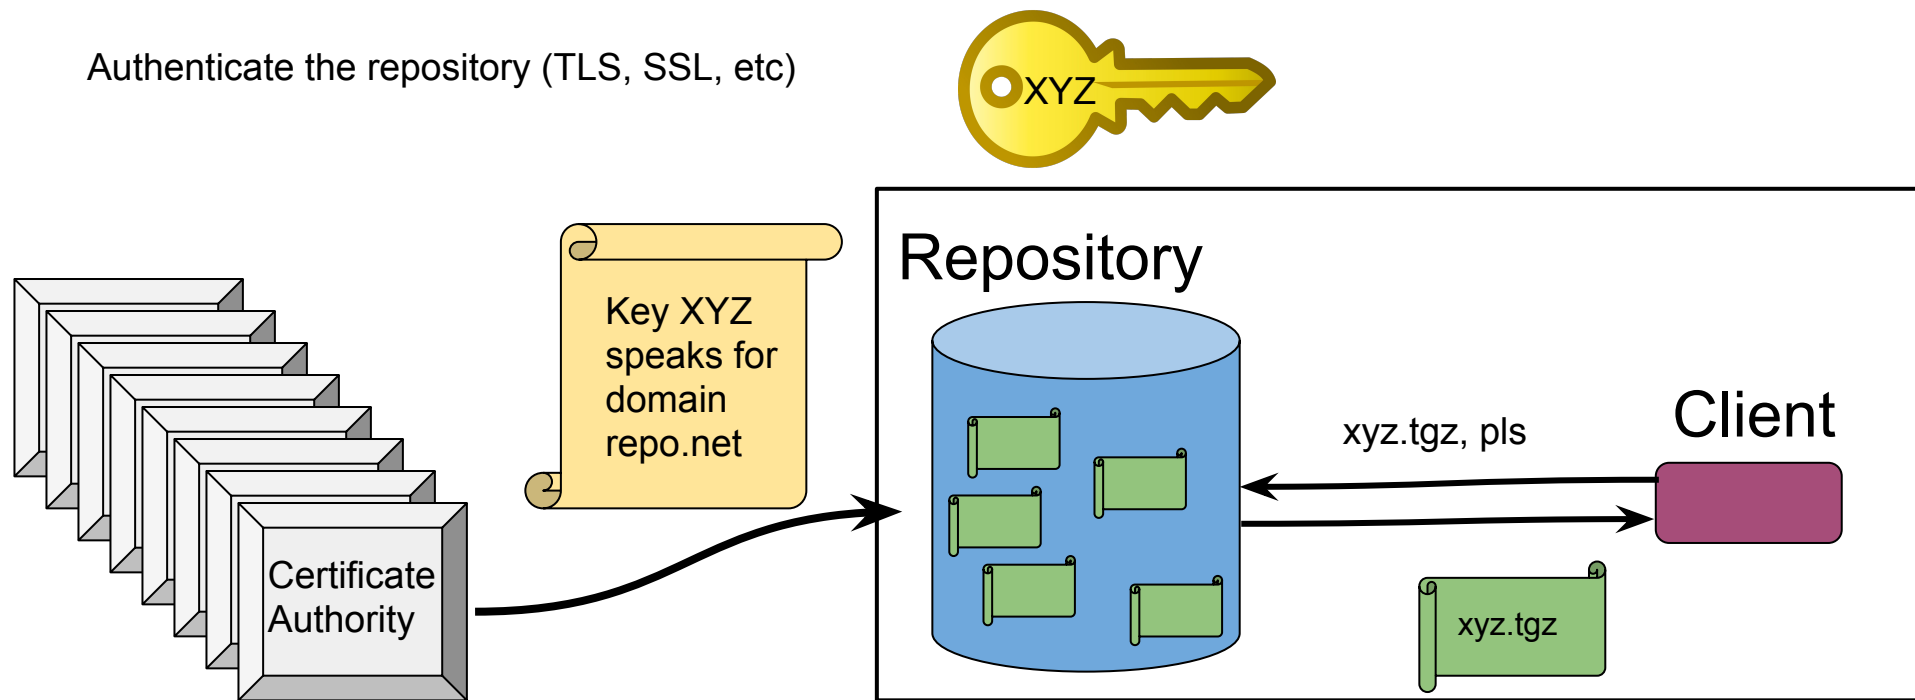 Authenticate the repository (TLS, SSL, etc)
XYZ
Key XYZ
speaks for
domain
repo.net
Certificate
Authority
Repository
xyz.tgz, pls
Client
xyz.tgz